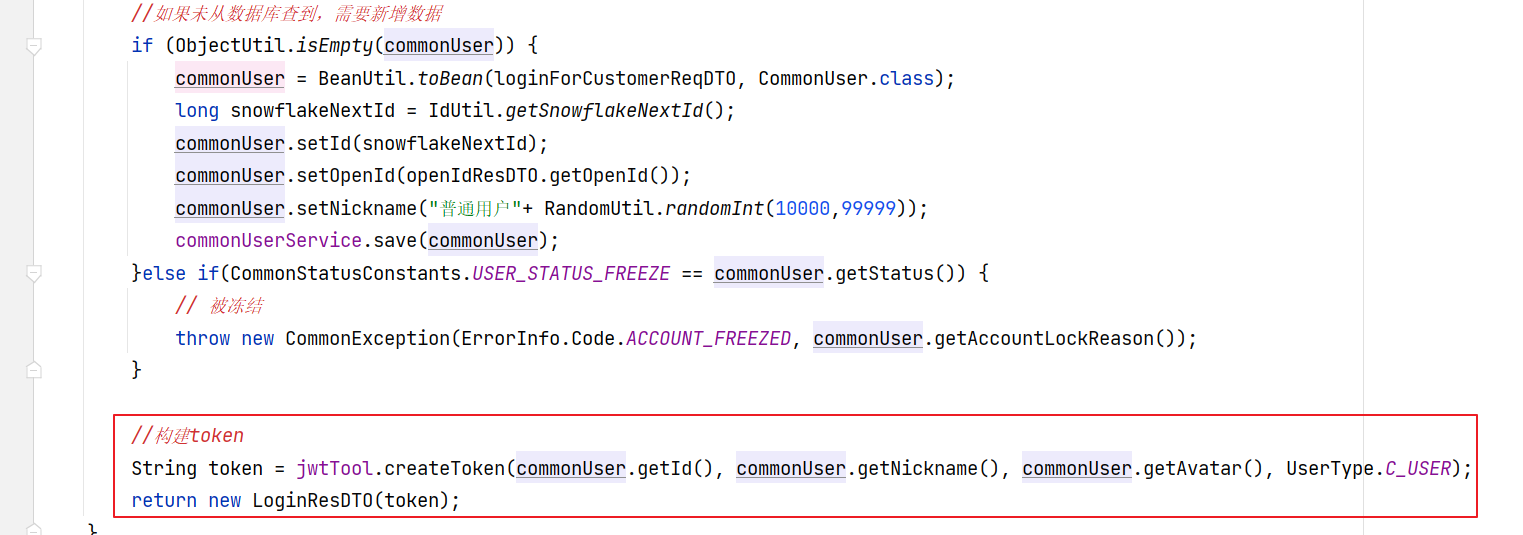 //如果未从数据库查到，需要新增数据
if (ObjectUtil.isEmpty(commonUser)) {
commonUser = BeanUtil.toBean(loginForCustomerReqDTO, CommonUser.class);
long snowflakeNextId = IdUtil.getSnowflakeNextId();
commonUser.setId(snowflakeNextId);
commonUser.setOpenId(openIdResDTO.getOpenId());
commonUser.setNickname("普通用户"+ RandomUtil.randomInt(10000,99999));
commonUserService.save(commonUser);
}else if(CommonStatusConstants.USER_STATUS_FREEZE == commonUser.getStatus()) {
// 被冻结
throw new CommonException(ErrorInfo.Code.ACCOUNT_FREEZED, commonUser.getAccountLockReason());
}
//构建token
String token = jwtTool.createToken(commonUser.getId(), commonUser.getNickname(), commonUser.getAvatar(), UserType.C_USER);
return new LoginResDTO(token);
}